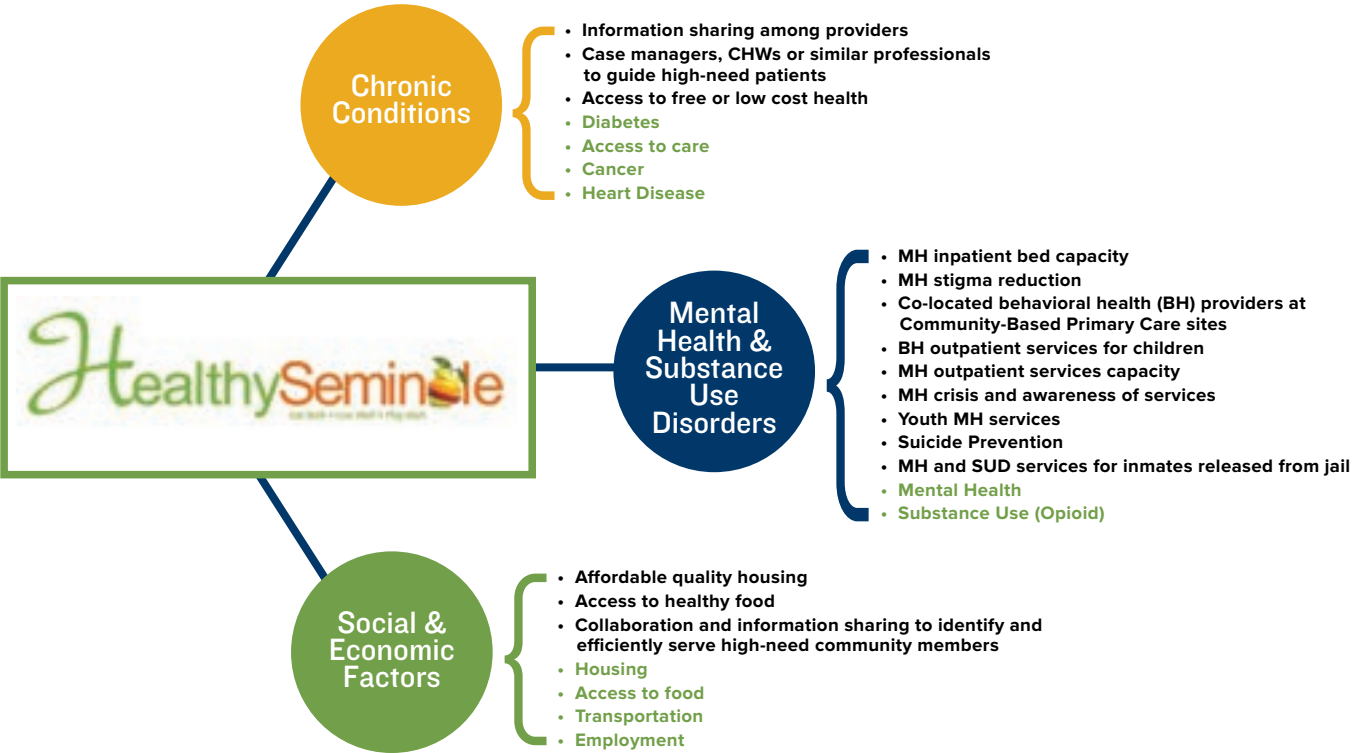 Chronic
Conditions
• Information sharing among providers
• Case managers, CHWs or similar professionals
to guide high-need patients
• Access to free or low cost health
• Diabetes
• Access to care
• Cancer
• Heart Disease
HealthySeminole
Mental
Health &
Substance
Use
Disorders
• MH inpatient bed capacity
• MH stigma reduction
• Co-located behavioral health (BH) providers at
Community-Based Primary Care sites
• BH outpatient services for children
• MH outpatient services capacity
• MH crisis and awareness of services
• Youth MH services
• Suicide Prevention
• MH and SUD services for inmates released from jail
• Mental Health
• Substance Use (Opioid)
Social &
Economic
Factors
• Affordable quality housing
• Access to healthy food
• Collaboration and information sharing to identify and
efficiently serve high-need community members
• Housing
• Access to food
• Transportation
• Employment